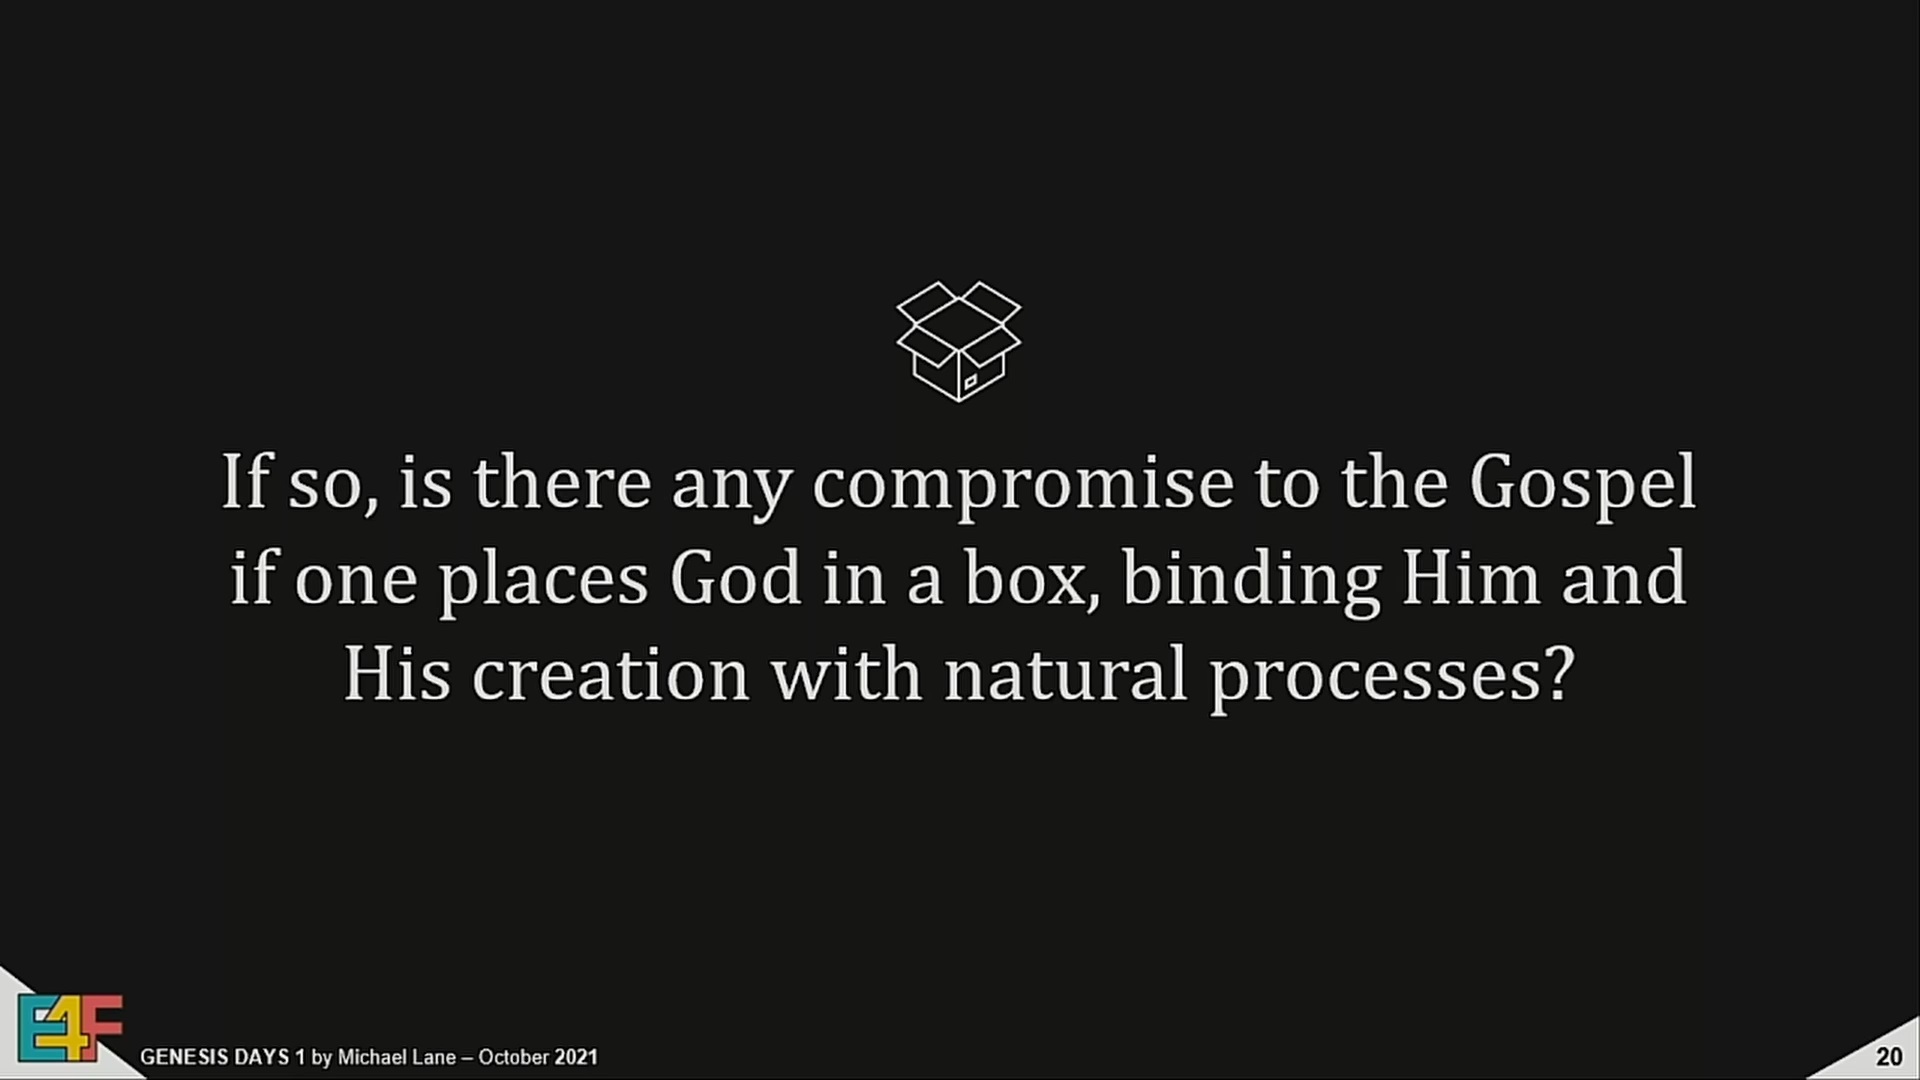 If so, is there any compromise to the Gospel
if one places God in a box, binding Him and
His creation with natural processes?
E4F
GENESIS DAYS 1 by Michael Lane – October 2021
20